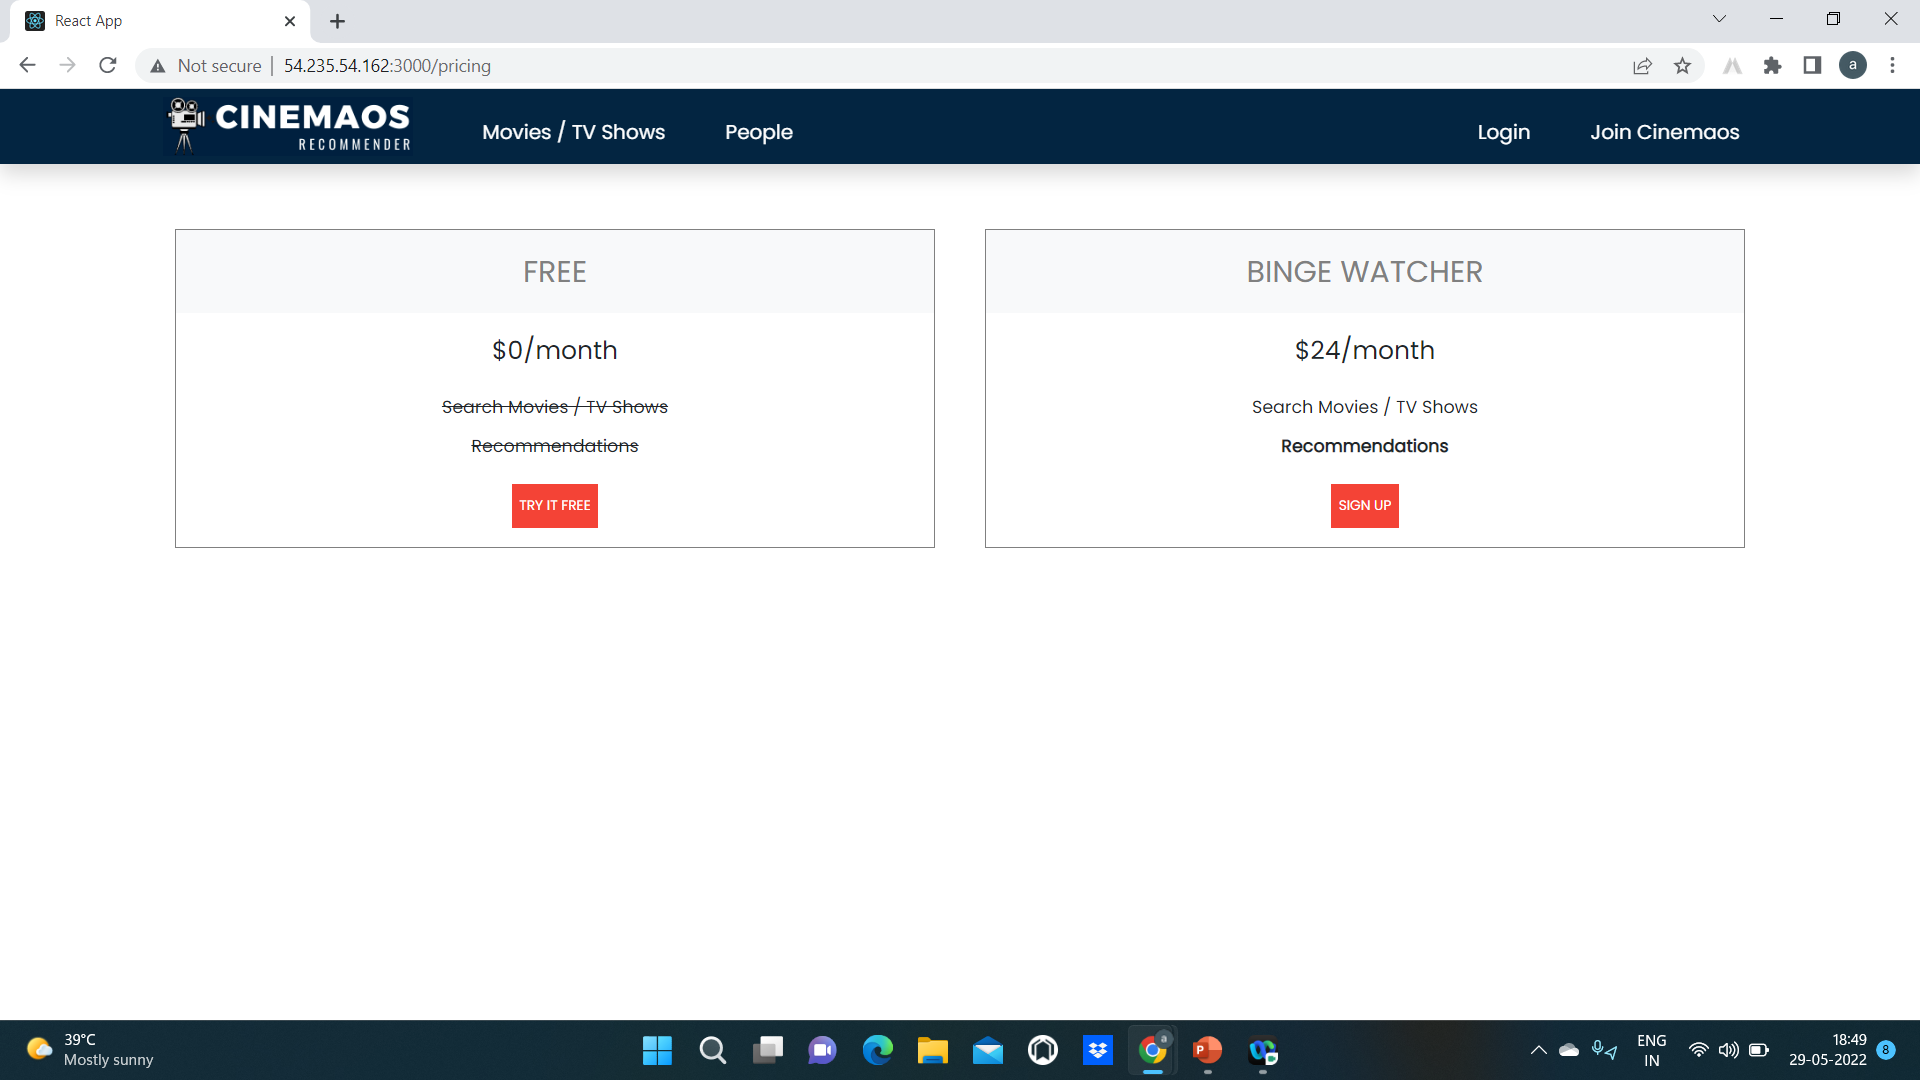 React App
Not secure 54.235.54.162:3000/pricing
a
CINEMAOS
RECOMMENDER
Movies / TV Shows People Login Join Cinemaos
FREE
$0/month
Search Movies / TV Shows
Recommendations
TRY IT FREE
BINGE WATCHER
$24/month
Search Movies / TV Shows
Recommendations
SIGN UP
39°C
Mostly sunny
a
P
ENG
IN
18:49
29-05-2022
8